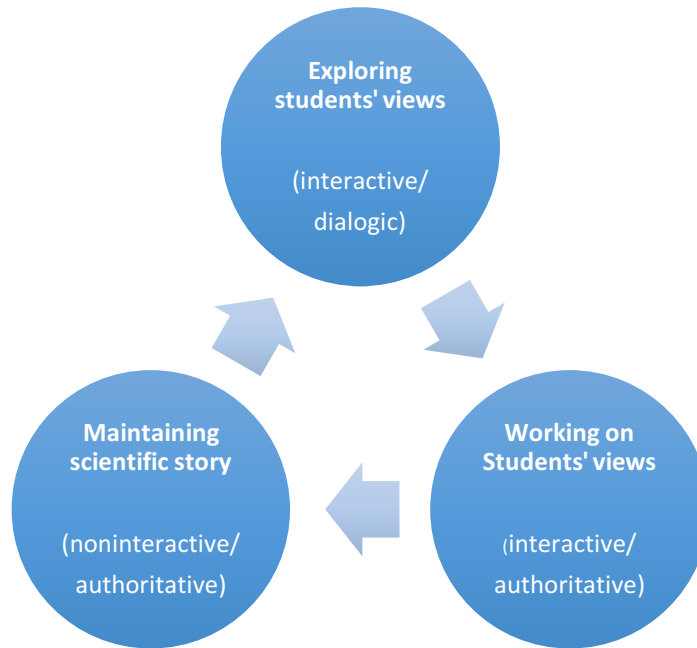 Exploring
students' views
(interactive/
dialogic)
Maintaining
scientific story
(noninteractive/
authoritative)
Working on
Students' views
(interactive/
authoritative)